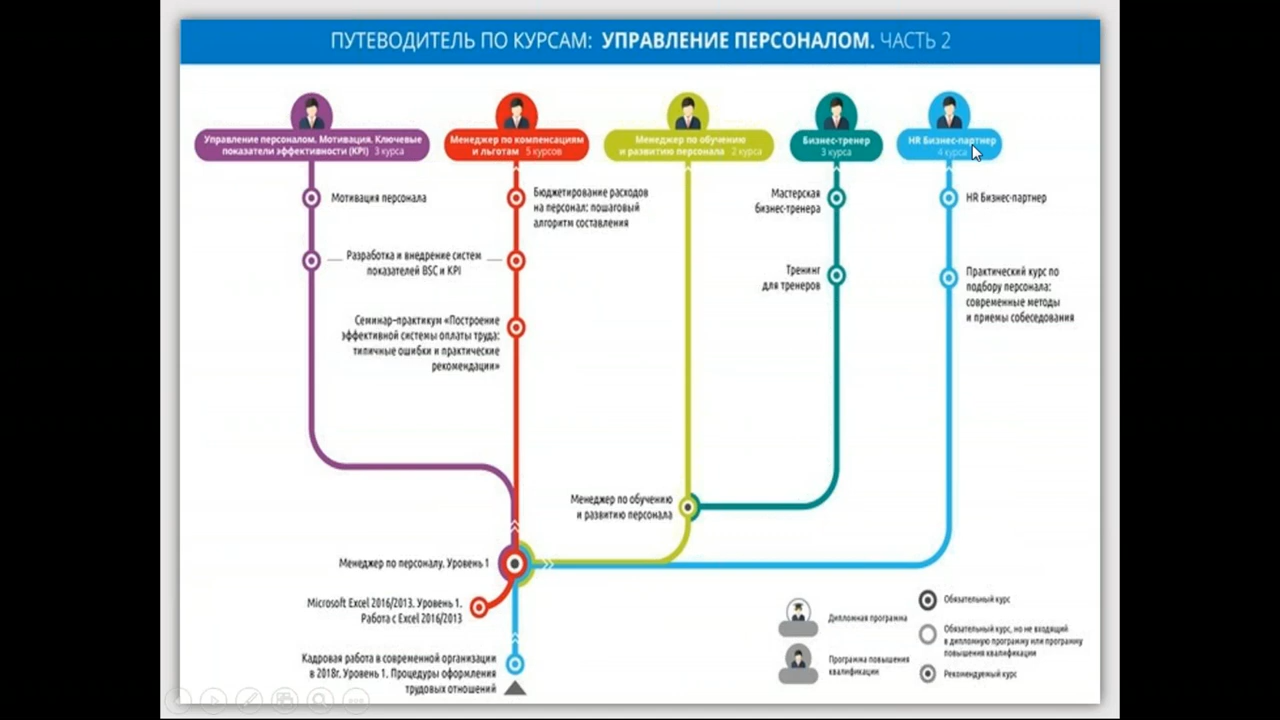 ПУТЕВОДИТЕЛЬ ПО КУРСАМ: УПРАВЛЕНИЕ ПЕРСОНАЛОМ. ЧАСТЬ 2
Управление персоналом. Мотивация. Ключевые
показатели эффективности (KPI) 3 курса
Менеджер по компенсациям
и льготам 5 курсов
Менеджер по обучению
и развитию персонала 2 курса
Бизнес-тренер
3 курса
HR Бизнес-партнер
4 курса
Мотивация персонала
Бюджетирование расходов
на персонал: пошаговый
алгоритм составления
Мастерская
бизнес-тренера
HR Бизнес-партнер
Разработка и внедрение систем
показателей BSC и KPI
Тренинг
для тренеров
Практический курс по
подбору персонала:
современные методы
и приемы собеседования
Семинар-практикум «Построение
эффективной системы оплаты труда:
типичные ошибки и практические
рекомендации»
Менеджер по обучению
и развитию персонала
Менеджер по персоналу. Уровень 1
Microsoft Excel 2016/2013. Уровень 1.
Работа с Excel 2016/2013
Кадровая работа в современной организации
в 2018г. Уровень 1. Процедуры оформления
трудовых отношений
Дипломная программа
Программа повышения
квалификации
Обязательный курс
Обязательный курс, но не входящий
в дипломную программу или программу
повышения квалификации
Рекомендуемый курс